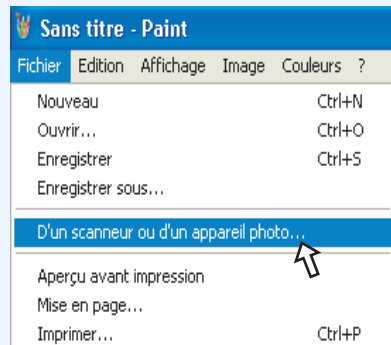 Sans titre - Paint
Fichier Edition Affichage Image Couleurs ?
Nouveau Ctrl+N
Ouvrir... Ctrl+O
Enregistrer Ctrl+S
Enregistrer sous...
D'un scanneur ou d'un appareil photo...
Aperçu avant impression
Mise en page...
Imprimer... Ctrl+P